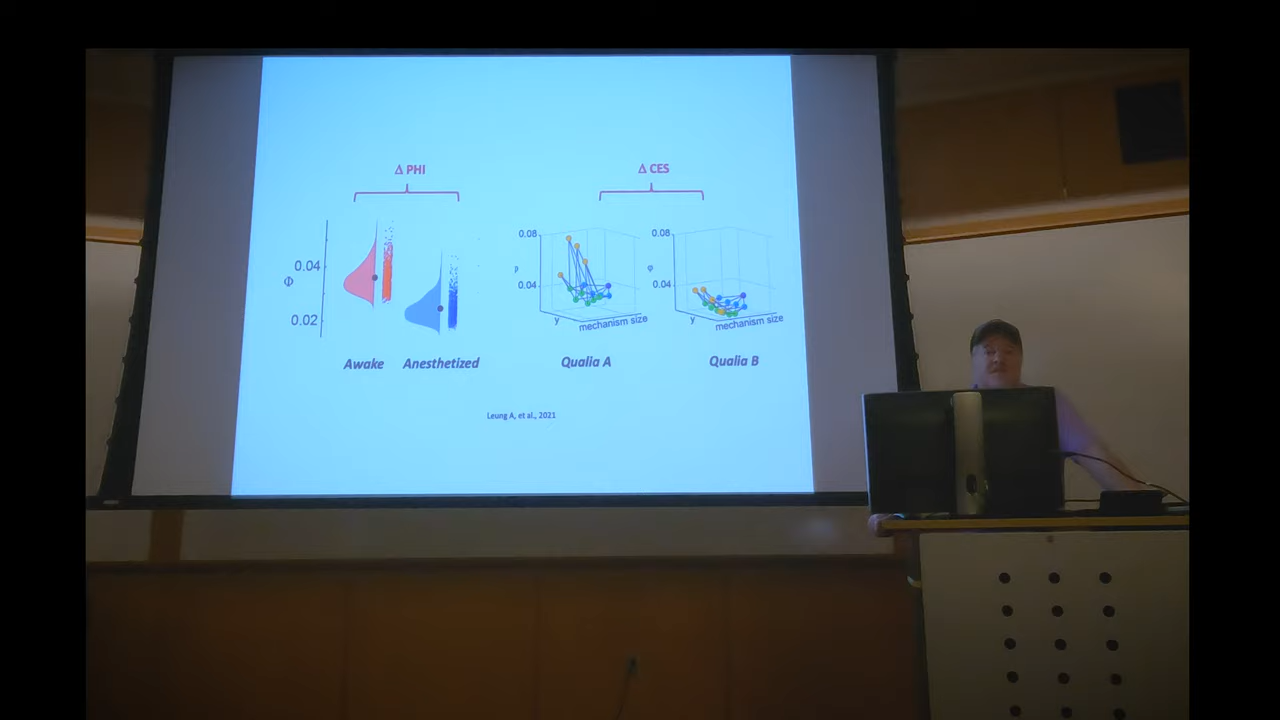 Δ PHI
Δ CES
0.04
Φ
0.02
Awake
Anesthetized
0.08
0.04
y
mechanism size
Qualia A
0.08
φ
0.04
y
mechanism size
Qualia B
Leung A, et al., 2021